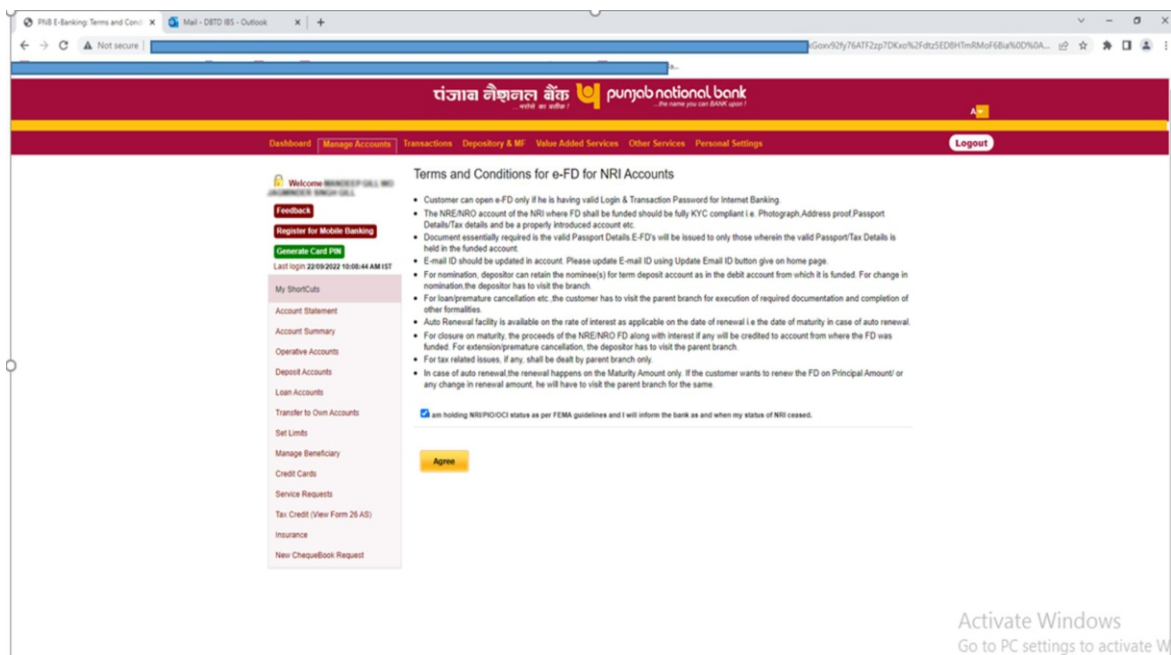 PNB E-Banking: Terms and Condi
Mail - DBTD IBS - Outlook
Not secure
पंजाब नैशनल बैंक
...भरोसे का प्रतीक !
punjab national bank
...the name you can BANK upon !
Dashboard Manage Accounts Transactions Depository & MF Value Added Services Other Services Personal Settings
Logout
Welcome
Feedback
Register for Mobile Banking
Generate Card PIN
Last login 22/09/2022 10:08:44 AM IST
My ShortCuts
Account Statement
Account Summary
Operative Accounts
Deposit Accounts
Loan Accounts
Transfer to Own Accounts
Set Limits
Manage Beneficiary
Credit Cards
Service Requests
Tax Credit (View Form 26 AS)
Insurance
New ChequeBook Request
Terms and Conditions for e-FD for NRI Accounts
Customer can open e-FD only if he is having valid Login & Transaction Password for Internet Banking.
The NRE/NRO account of the NRI where FD shall be funded should be fully KYC compliant i.e. Photograph,Address proof,Passport
Details/Tax details and be a properly introduced account etc.
Document essentially required is the valid Passport Details.E-FD's will be issued to only those wherein the valid Passport/Tax Details is
held in the funded account.
E-mail ID should be updated in account. Please update E-mail ID using Update Email ID button give on home page.
For nomination, depositor can retain the nominee(s) for term deposit account as in the debit account from which it is funded. For change in
nomination,the depositor has to visit the branch.
For loan/premature cancellation etc.,the customer has to visit the parent branch for execution of required documentation and completion of
other formalities.
Auto Renewal facility is available on the rate of interest as applicable on the date of renewal i.e the date of maturity in case of auto renewal.
For closure on maturity, the proceeds of the NRE/NRO FD along with interest if any will be credited to account from where the FD was
funded. For extension/premature cancellation, the depositor has to visit the parent branch.
For tax related issues, if any, shall be dealt by parent branch only.
In case of auto renewal,the renewal happens on the Maturity Amount only. If the customer wants to renew the FD on Principal Amount/ or
any change in renewal amount, he will have to visit the parent branch for the same.
am holding NRI/PIO/OCI status as per FEMA guidelines and I will inform the bank as and when my status of NRI ceased.
Agree
Activate Windows
Go to PC settings to activate W